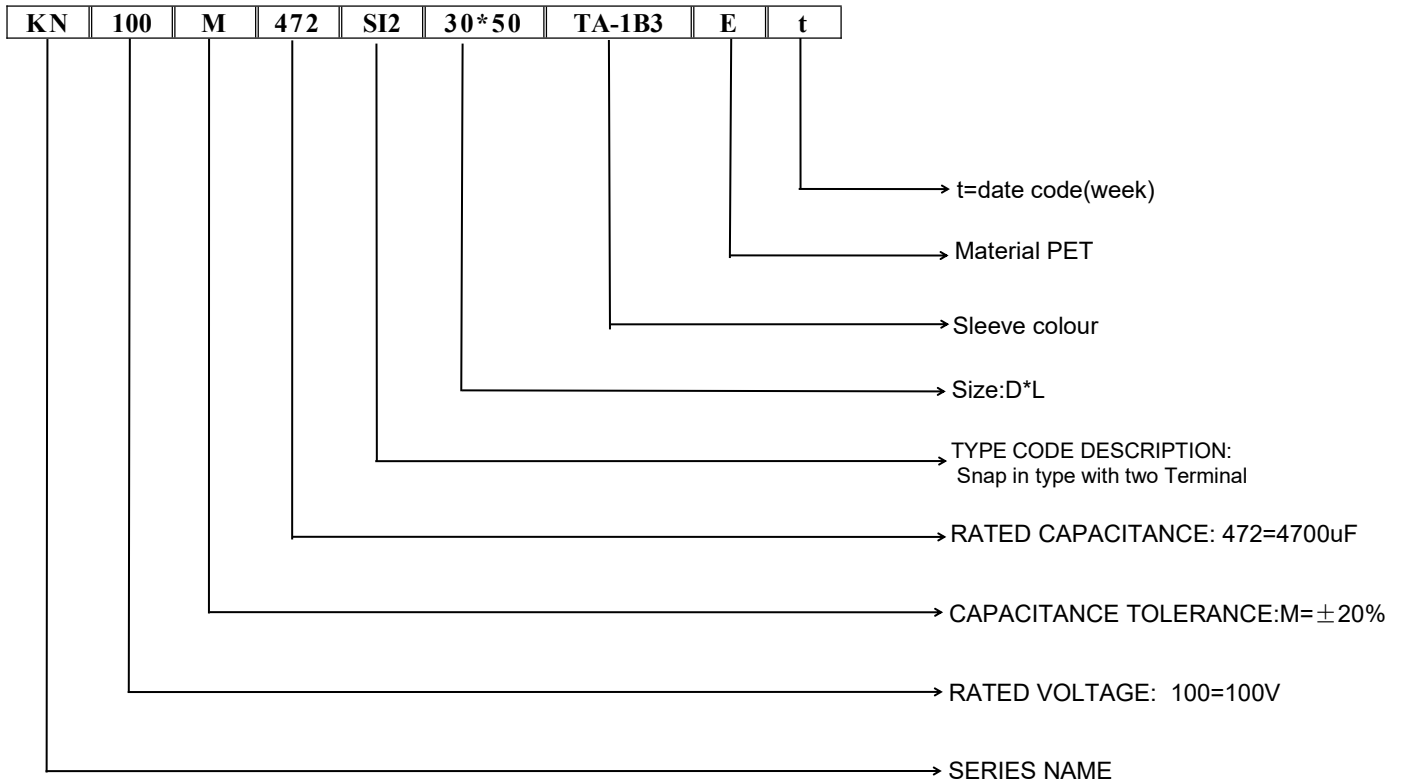 KN 100 M 472 SI2 30*50 TA-1B3 E t
t=date code(week)
Material PET
Sleeve colour
Size:D*L
TYPE CODE DESCRIPTION:
Snap in type with two Terminal
RATED CAPACITANCE: 472=4700uF
CAPACITANCE TOLERANCE:M=±20%
RATED VOLTAGE: 100=100V
SERIES NAME